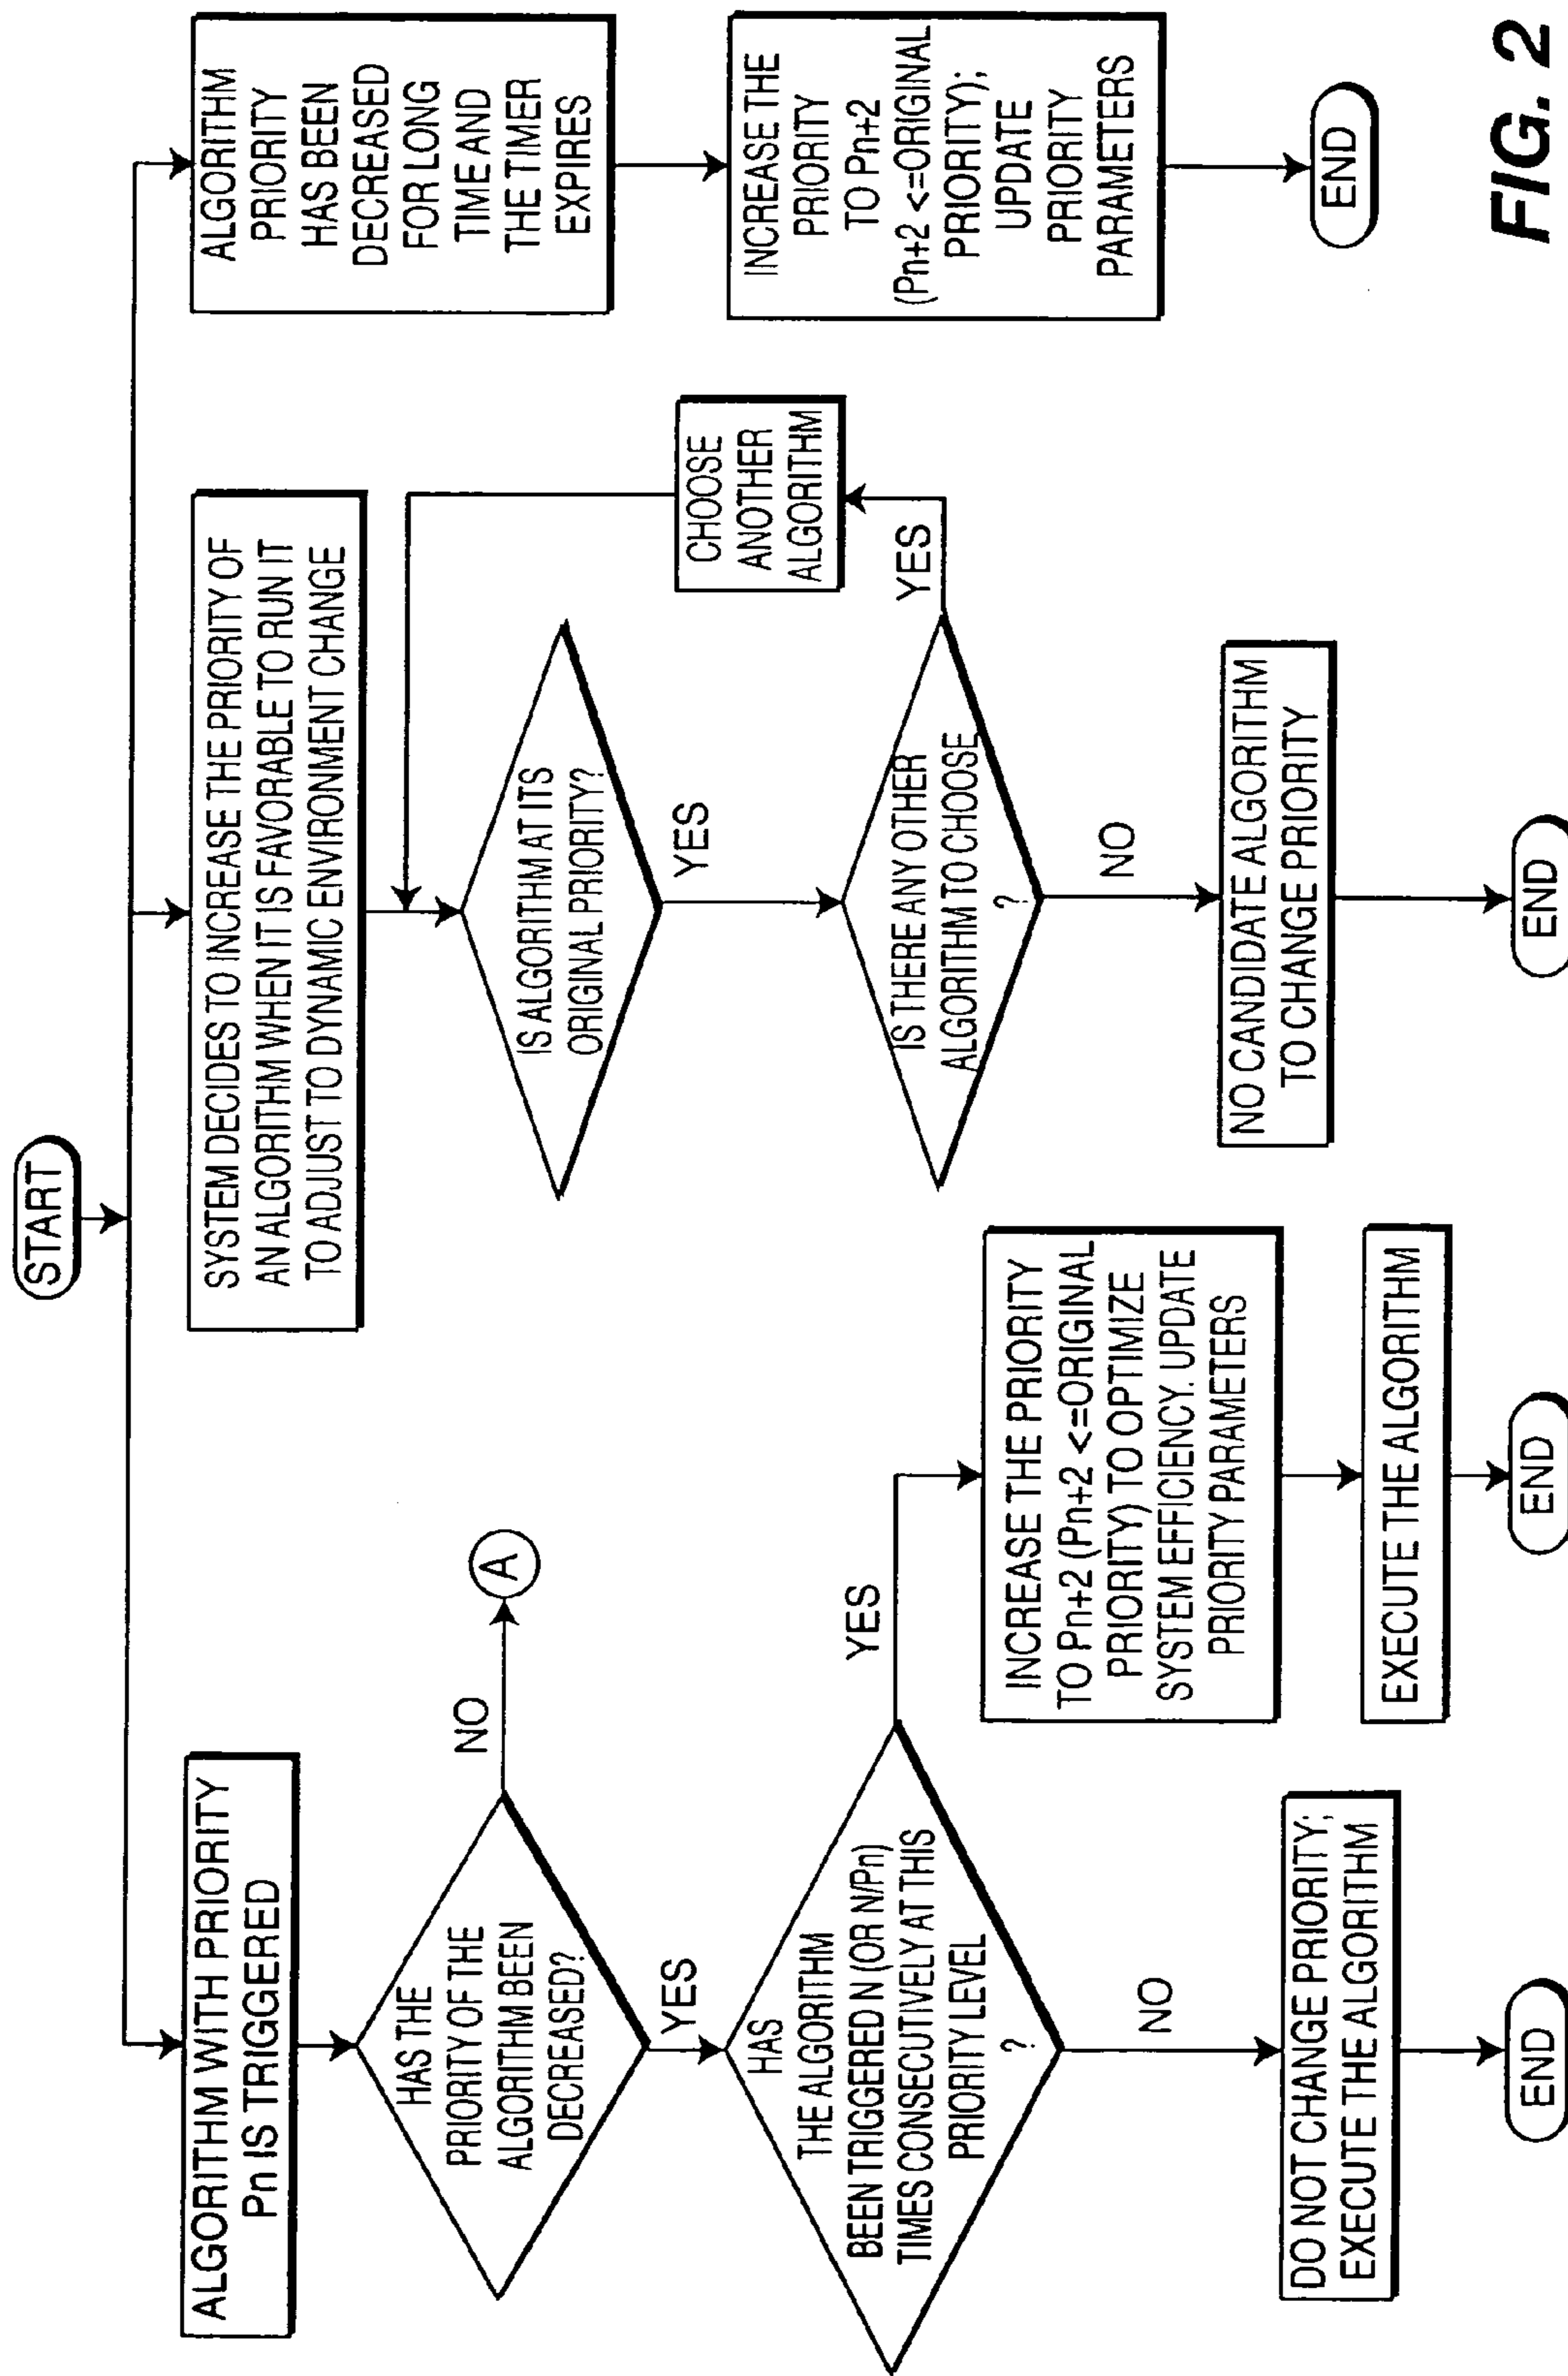 START
ALGORITHM WITH PRIORITY
Pn IS TRIGGERED
HAS THE
PRIORITY OF THE
ALGORITHM BEEN
DECREASED?
NO
A
YES
HAS
THE ALGORITHM
BEEN TRIGGERED N (OR N/Pn)
TIMES CONSECUTIVELY AT THIS
PRIORITY LEVEL
?
YES
INCREASE THE PRIORITY
TO Pn+2 (Pn+2 <=ORIGINAL
PRIORITY) TO OPTIMIZE
SYSTEM EFFICIENCY. UPDATE
PRIORITY PARAMETERS
EXECUTE THE ALGORITHM
END
NO
DO NOT CHANGE PRIORITY;
EXECUTE THE ALGORITHM
END
SYSTEM DECIDES TO INCREASE THE PRIORITY OF
AN ALGORITHM WHEN IT IS FAVORABLE TO RUN IT
TO ADJUST TO DYNAMIC ENVIRONMENT CHANGE
IS ALGORITHM AT ITS
ORIGINAL PRIORITY?
YES
IS THERE ANY OTHER
ALGORITHM TO CHOOSE
?
YES
CHOOSE
ANOTHER
ALGORITHM
NO
NO CANDIDATE ALGORITHM
TO CHANGE PRIORITY
END
ALGORITHM
PRIORITY
HAS BEEN
DECREASED
FOR LONG
TIME AND
THE TIMER
EXPIRES
INCREASE THE
PRIORITY
TO Pn+2
(Pn+2 <=ORIGINAL
PRIORITY);
UPDATE
PRIORITY
PARAMETERS
END
FIG. 2